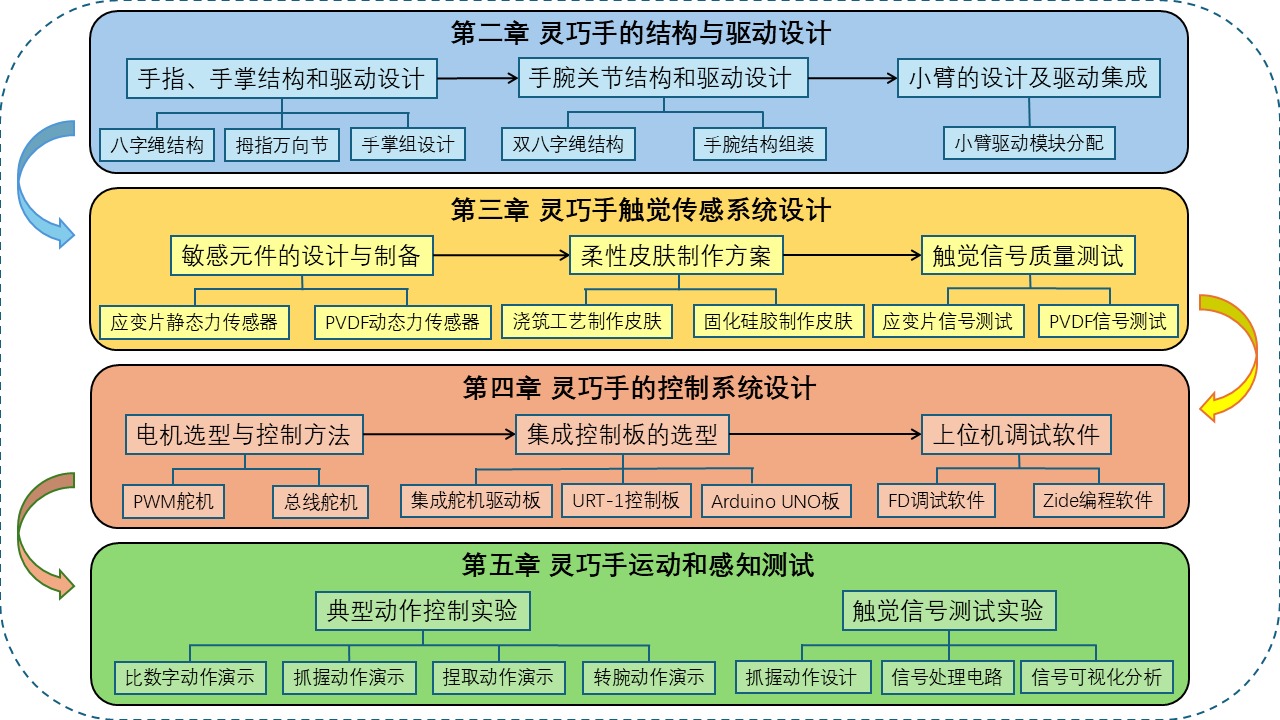 第二章 灵巧手的结构与驱动设计
手指、手掌结构和驱动设计
手腕关节结构和驱动设计
小臂的设计及驱动集成
八字绳结构
拇指万向节
手掌组设计
双八字绳结构
手腕结构组装
小臂驱动模块分配
第三章 灵巧手触觉传感系统设计
敏感元件的设计与制备
柔性皮肤制作方案
触觉信号质量测试
应变片静态力传感器
PVDF动态力传感器
浇筑工艺制作皮肤
固化硅胶制作皮肤
应变片信号测试
PVDF信号测试
第四章 灵巧手的控制系统设计
电机选型与控制方法
集成控制板的选型
上位机调试软件
PWM舵机
总线舵机
集成舵机驱动板
URT-1控制板
Arduino UNO板
FD调试软件
Zide编程软件
第五章 灵巧手运动和感知测试
典型动作控制实验
触觉信号测试实验
比数字动作演示
抓握动作演示
捏取动作演示
转腕动作演示
抓握动作设计
信号处理电路
信号可视化分析